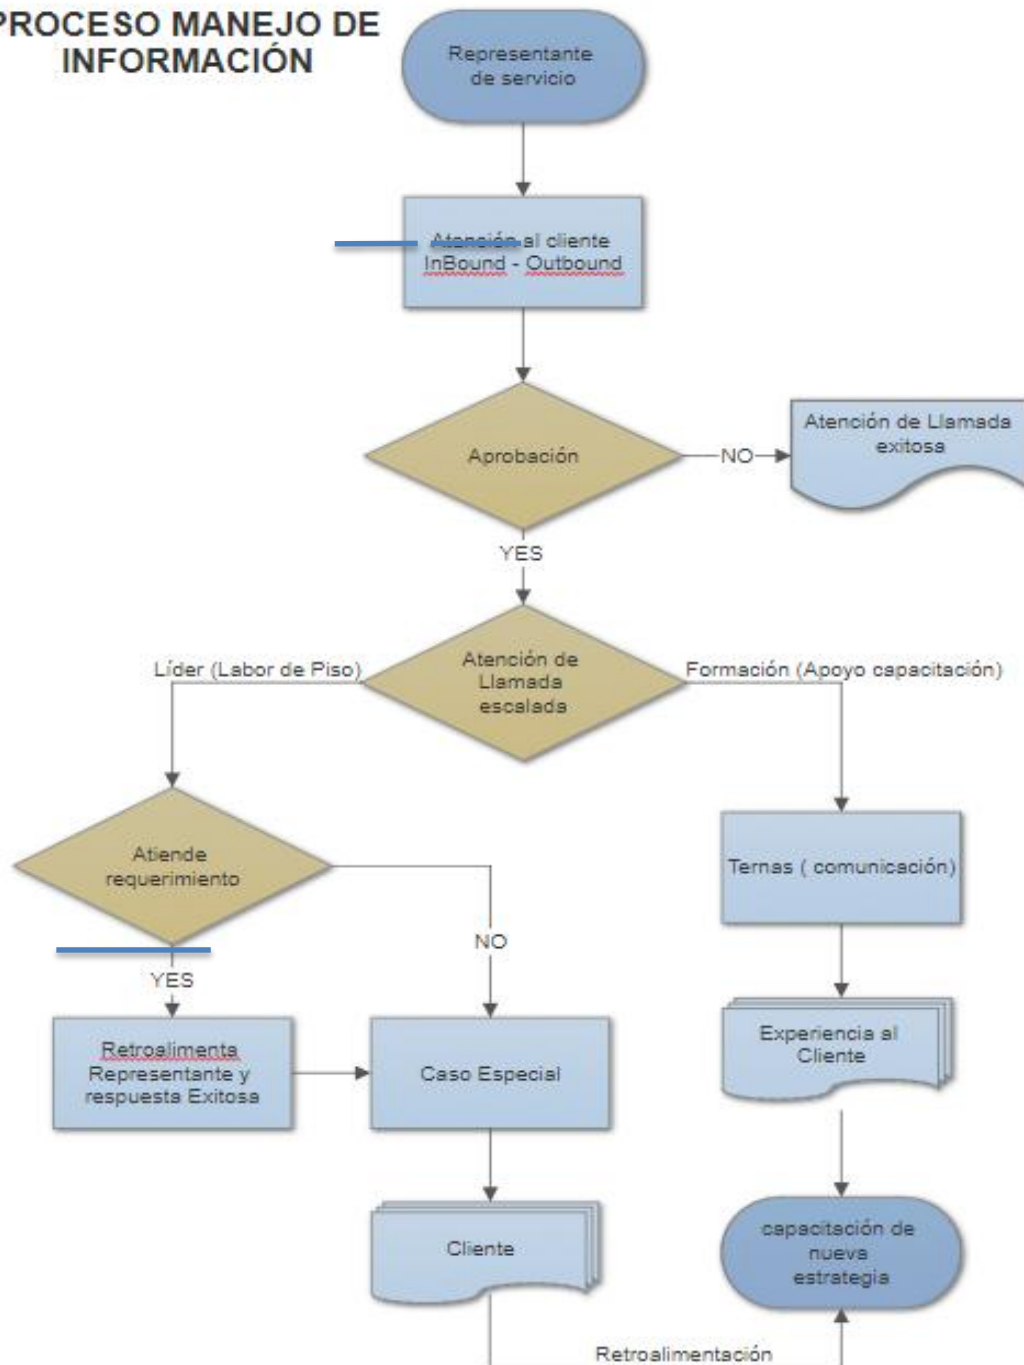 PROCESO MANEJO DE
INFORMACIÓN
Representante
de servicio
Atención al cliente
InBound - Outbound
Aprobación
NO
Atención de Llamada
exitosa
YES
Atención de
Llamada
escalada
Líder (Labor de Piso)
Formación (Apoyo capacitación)
Atiende
requerimiento
Ternas ( comunicación)
NO
YES
Retroalimenta
Representante y
respuesta Exitosa
Caso Especial
Experiencia al
Cliente
Cliente
capacitación de
nueva
estrategia
Retroalimentación